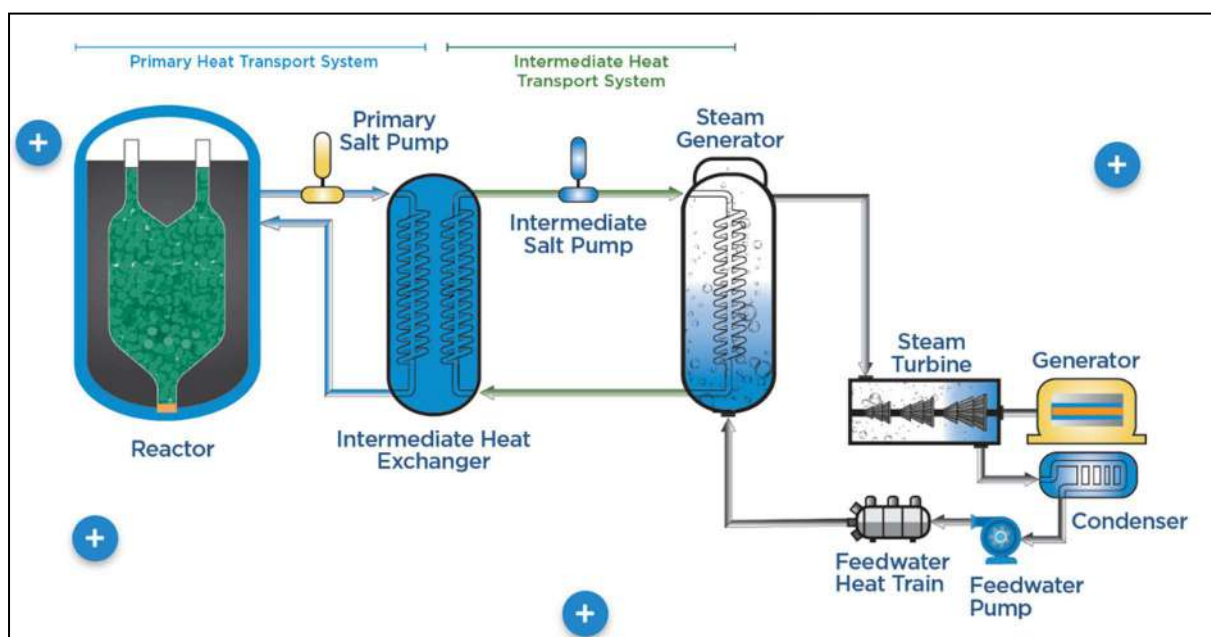 Primary Heat Transport System
Intermediate Heat
Transport System
Primary
Salt Pump
Steam
Generator
Intermediate
Salt Pump
Reactor
Intermediate Heat
Exchanger
Steam
Turbine
Generator
Condenser
Feedwater
Heat Train
Feedwater
Pump